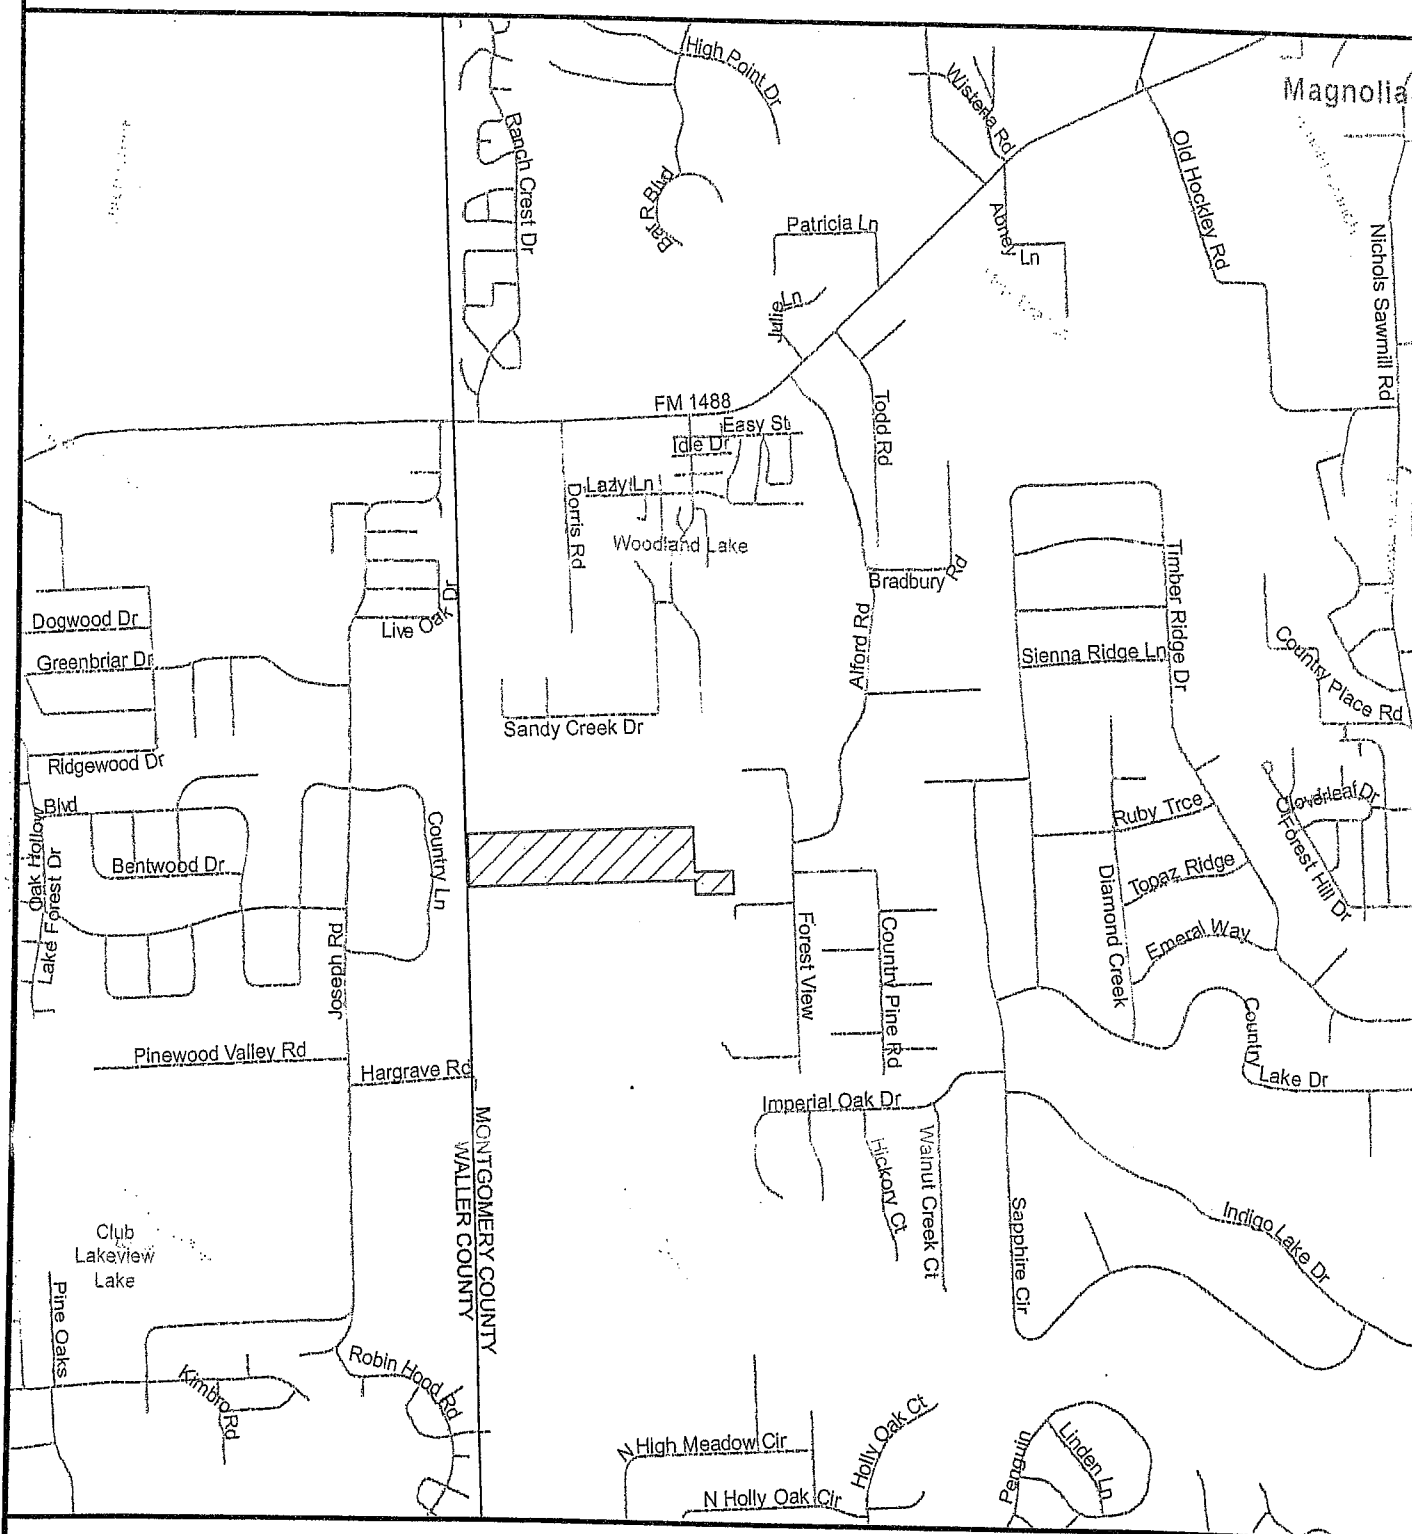 High Point Dr
Wisteria Rd
Magnolia
Ranch Crest Dr
Old Hockley Rd
Bar R Blvd
Patricia Ln
Abney Ln
Nichols Sawmill Rd
Julie Ln
FM 1488
Todd Rd
Easy St
Idle Dr
Lazy Ln
Dorris Rd
Woodland Lake
Bradbury Rd
Timber Ridge Dr
Live Oak Dr
Dogwood Dr
Greenbriar Dr
Alford Rd
Sienna Ridge Ln
Country Place Rd
Sandy Creek Dr
Ridgewood Dr
Oak Hollow Blvd
Country Ln
Ruby Trce
Cloverleaf Dr
Forest Hill Dr
Bentwood Dr
Lake Forest Dr
Topaz Ridge
Diamond Creek
Emeral Way
Joseph Rd
Forest View
Country Pine Rd
Pinewood Valley Rd
Hargrave Rd
Country Lake Dr
Imperial Oak Dr
MONTGOMERY COUNTY
WALLER COUNTY
Hickory Ct
Walnut Creek Ct
Sapphire Cir
Indigo Lake Dr
Club
Lakeview
Lake
Pine Oaks
Kimbro Rd
Robin Hood Rd
N High Meadow Cir
Holly Oak Ct
N Holly Oak Cir
Penguin
Linden Ln